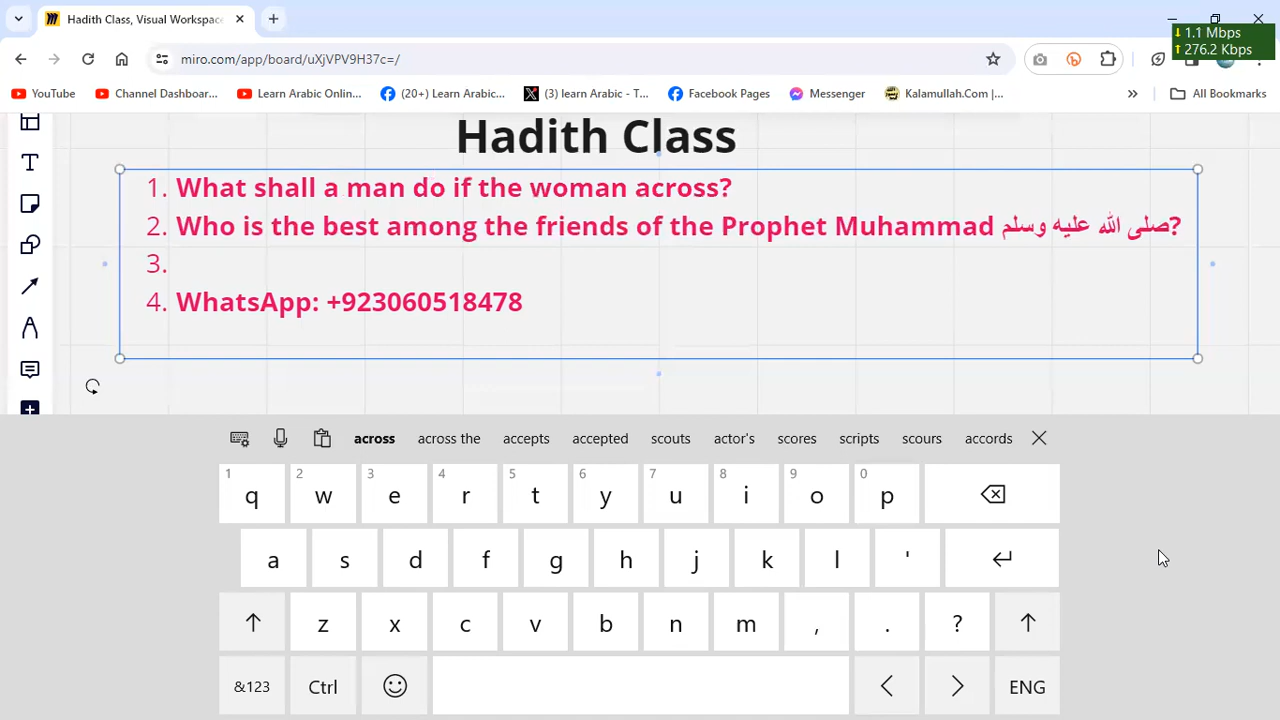 Hadith Class, Visual Workspace
1.1 Mbps
276.2 Kbps
miro.com/app/board/uXjVPV9H37c=/
YouTube Channel Dashboar... Learn Arabic Online... (20+) Learn Arabic... (3) learn Arabic - T... Facebook Pages Messenger Kalamullah.Com |... All Bookmarks
Hadith Class
1. What shall a man do if the woman across?
2. Who is the best among the friends of the Prophet Muhammad صلى الله عليه وسلم?
3.
4. WhatsApp: +923060518478
across across the accepts accepted scouts actor's scores scripts scours accords
1 2 3 4 5 6 7 8 9 0
q w e r t y u i o p
a s d f g h j k l '
z x c v b n m , . ?
&123 Ctrl ENG